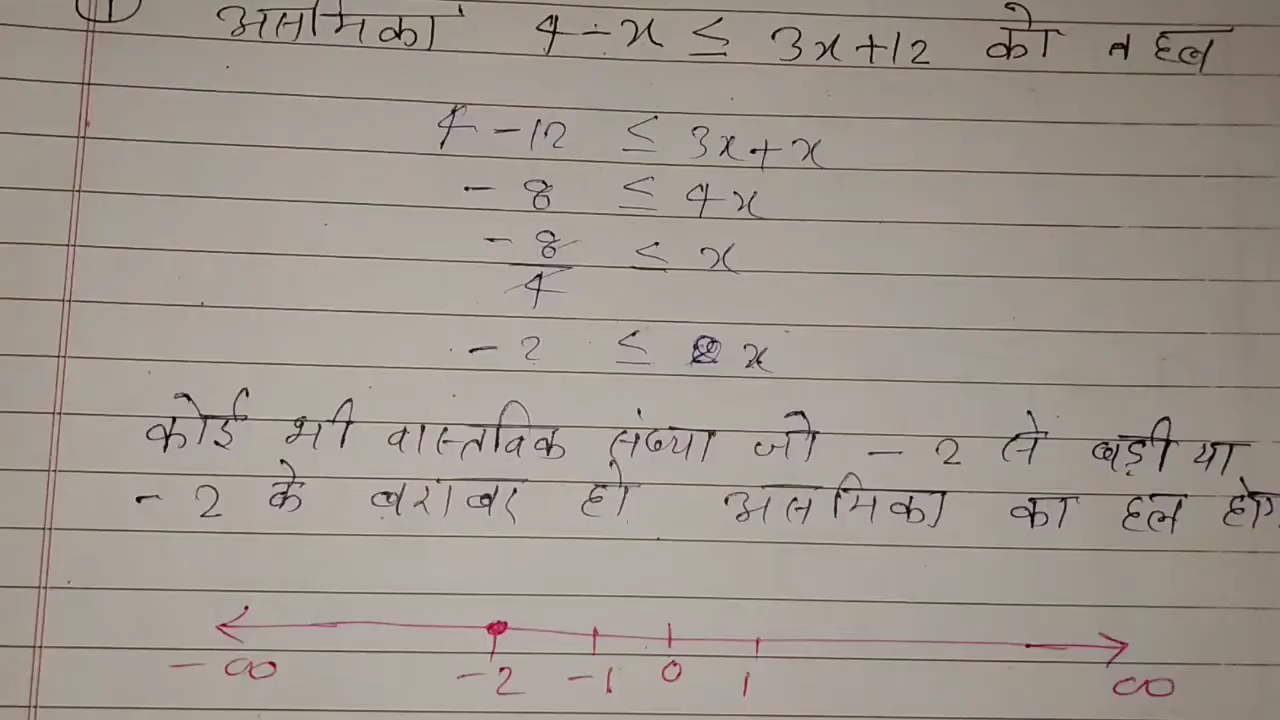 ① असमिका 4 - x ≤ 3x+12 को न हल
4 - 12 ≤ 3x + x
- 8 ≤ 4x
- 8 ≤ x
4
- 2 ≤ x
कोई भी वास्तविक संख्या जो - 2 से बड़ी या
- 2 के बराबर हो असमिका का हल होग
- ∞ -2 -1 0 1 ∞